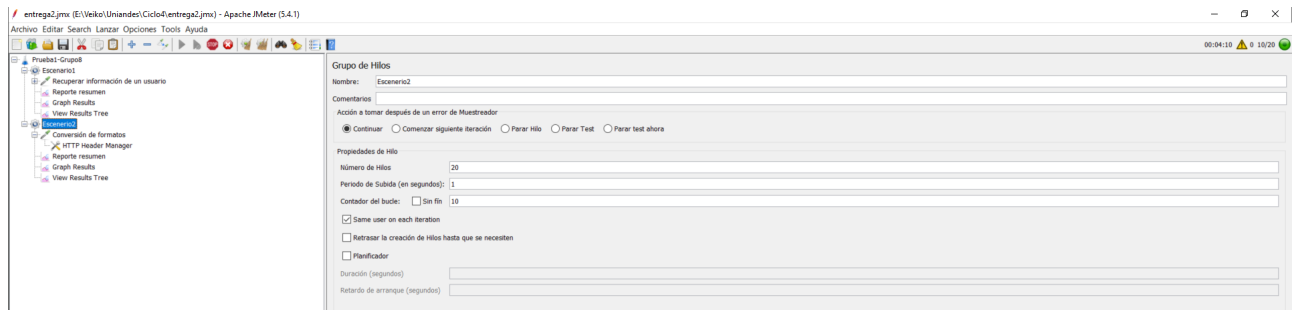 entrega2.jmx (E:\Veiko\Uniandes\Ciclo4\entrega2.jmx) - Apache JMeter (5.4.1)
Archivo Editar Search Lanzar Opciones Tools Ayuda
00:04:10 0 10/20
Prueba1-Grupo8
Escenario1
Recuperar información de un usuario
Reporte resumen
Graph Results
View Results Tree
Escenerio2
Conversión de formatos
HTTP Header Manager
Reporte resumen
Graph Results
View Results Tree
Grupo de Hilos
Nombre: Escenerio2
Comentarios
Acción a tomar después de un error de Muestreador
Continuar Comenzar siguiente iteración Parar Hilo Parar Test Parar test ahora
Propiedades de Hilo
Número de Hilos 20
Periodo de Subida (en segundos): 1
Contador del bucle: Sin fín 10
Same user on each iteration
Retrasar la creación de Hilos hasta que se necesiten
Planificador
Duración (segundos)
Retardo de arranque (segundos)